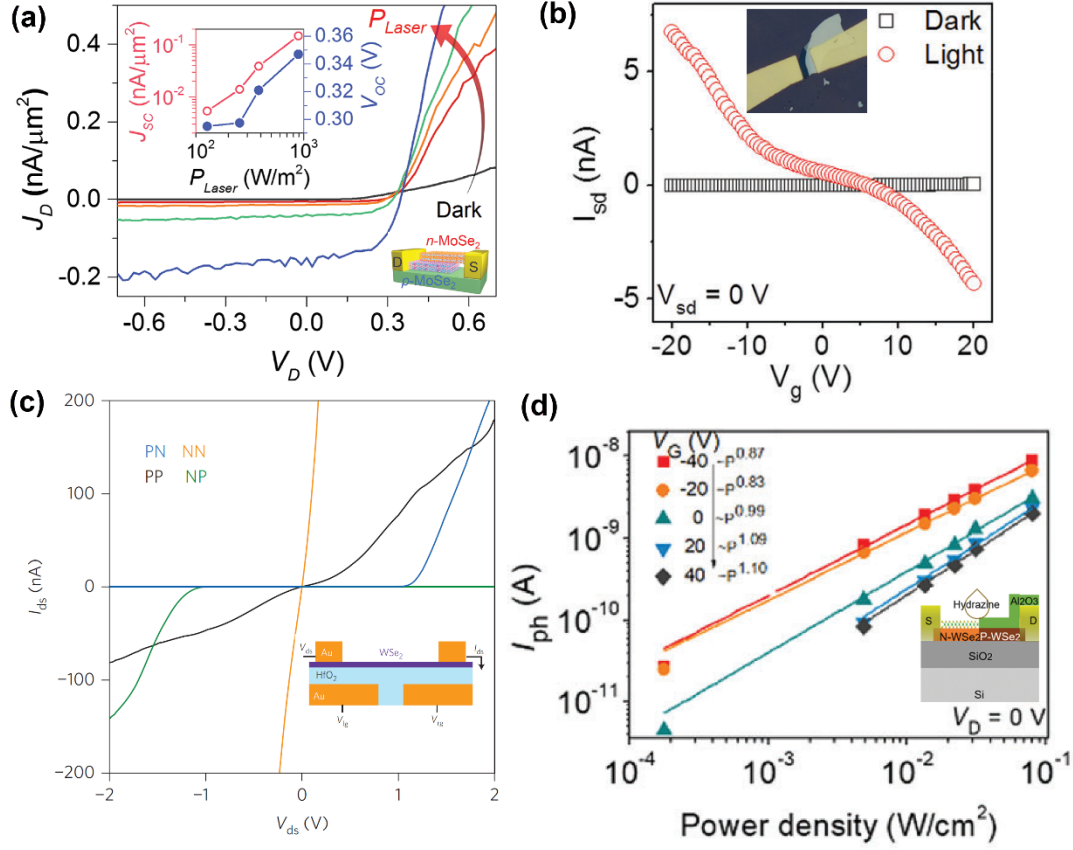 (a)
P_Laser
J_SC (nA/μm²)
10⁻¹
10⁻²
0.36
0.34
0.32
0.30
V_OC (V)
10²
10³
P_Laser (W/m²)
J_D (nA/μm²)
0.4
0.2
0.0
-0.2
Dark
n-MoSe₂
D
S
p-MoSe₂
-0.6
-0.3
0.0
0.3
0.6
V_D (V)
(b)
Dark
Light
I_sd (nA)
5
0
-5
V_sd = 0 V
-20
-10
0
10
20
V_g (V)
(c)
200
100
0
−100
−200
I_ds (nA)
PN NN
PP NP
V_ds
Au
WSe₂
I_ds
HfO₂
Au
V_lg
V_rg
−2
−1
0
1
2
V_ds (V)
(d)
V_G (V)
-40 ~P^0.87
-20 ~P^0.83
0 ~P^0.99
20 ~P^1.09
40 ~P^1.10
I_ph (A)
10⁻⁸
10⁻⁹
10⁻¹⁰
10⁻¹¹
Hydrazine
Al2O3
S
D
N-WSe₂
P-WSe₂
SiO₂
Si
V_D = 0 V
10⁻⁴
10⁻³
10⁻²
10⁻¹
Power density (W/cm²)